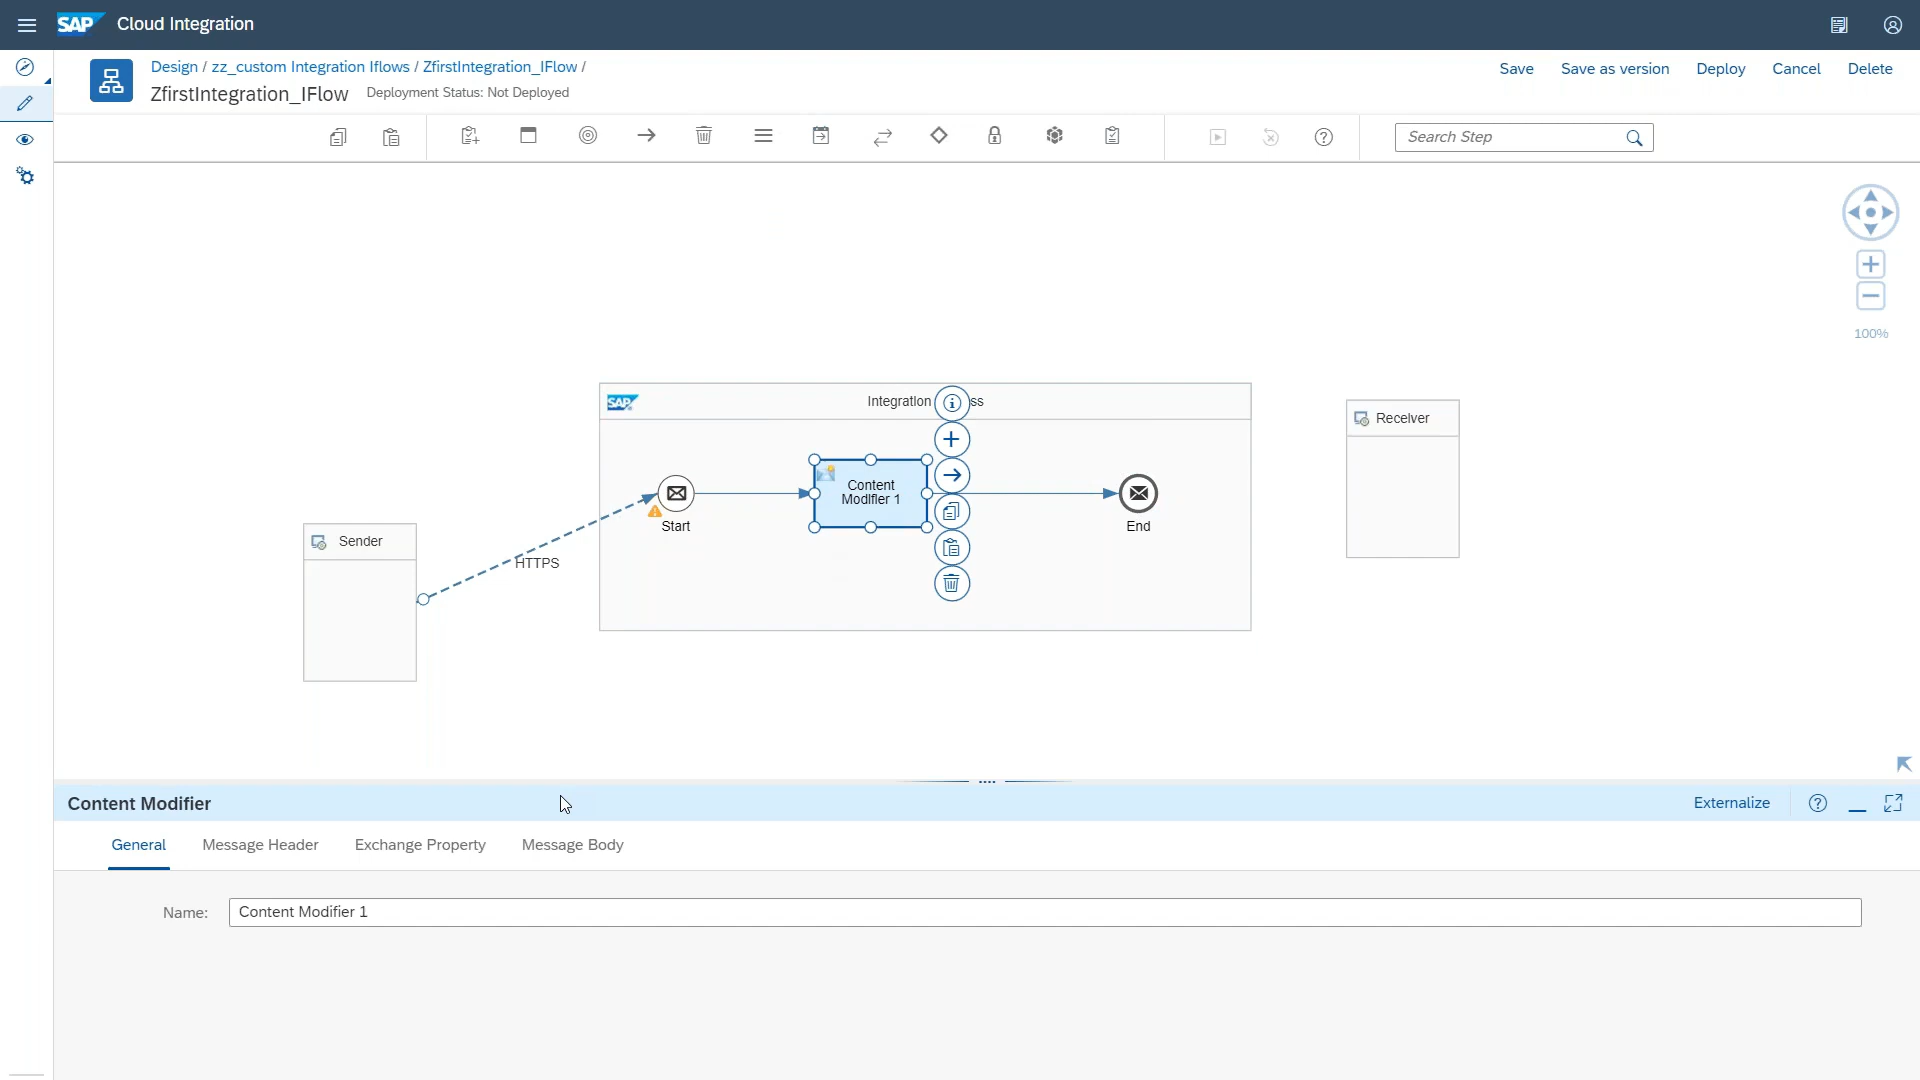 SAP Cloud Integration
Design / zz_custom Integration Iflows / ZfirstIntegration_IFlow /
ZfirstIntegration_IFlow Deployment Status: Not Deployed
Save Save as version Deploy Cancel Delete
Search Step
100%
SAP Integration ss
Content
Modifier 1
Start
End
Sender
HTTPS
Receiver
Content Modifier
Externalize
General Message Header Exchange Property Message Body
Name: Content Modifier 1